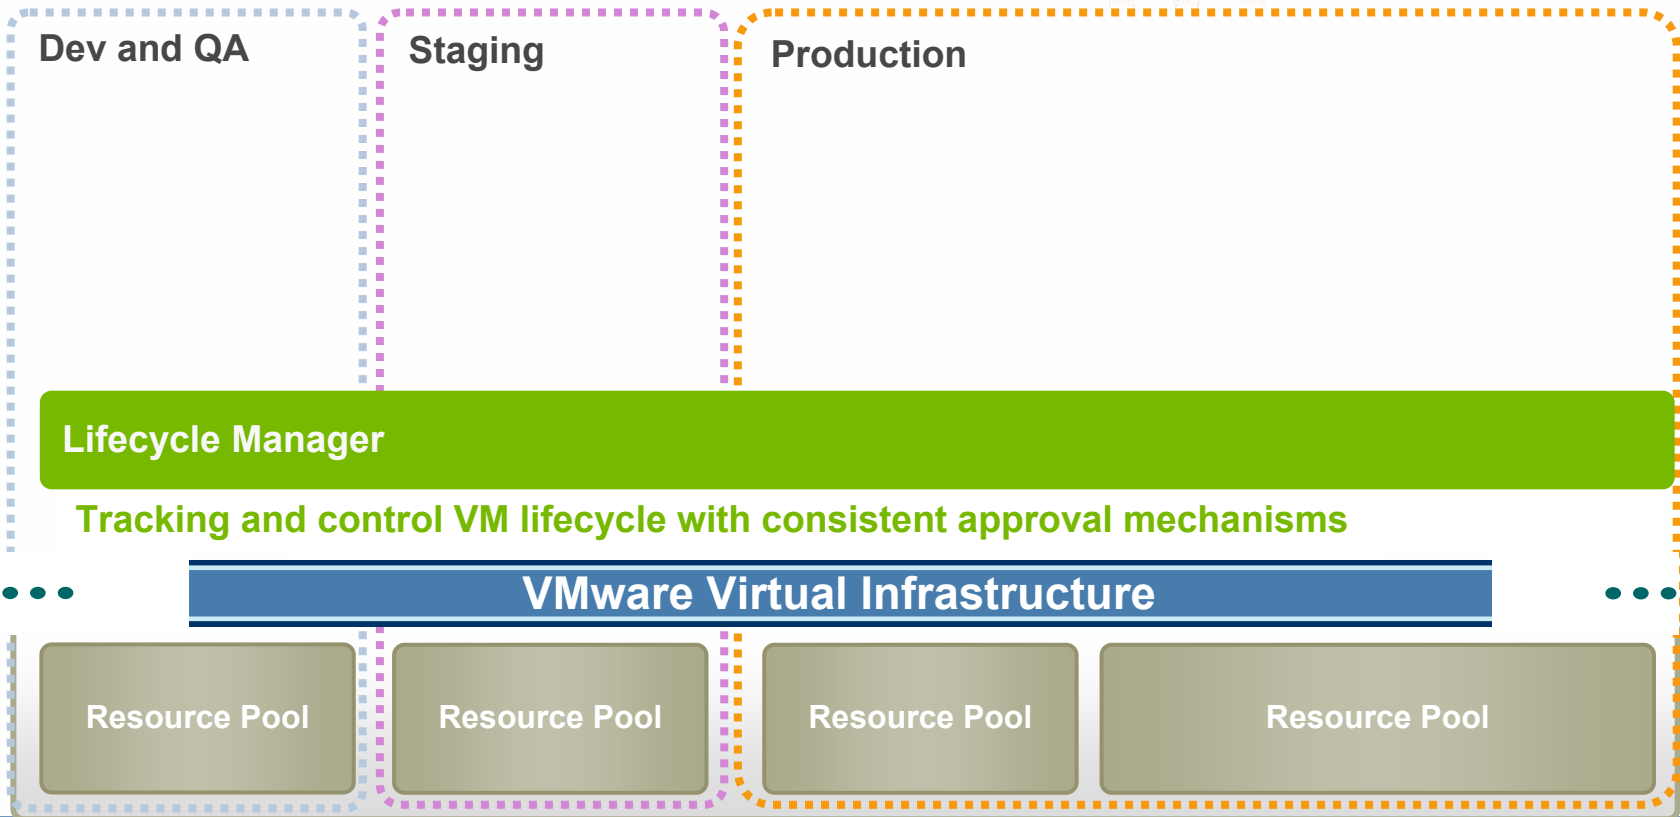 Dev and QA
Staging
Production
Lifecycle Manager
Tracking and control VM lifecycle with consistent approval mechanisms
VMware Virtual Infrastructure
Resource Pool
Resource Pool
Resource Pool
Resource Pool